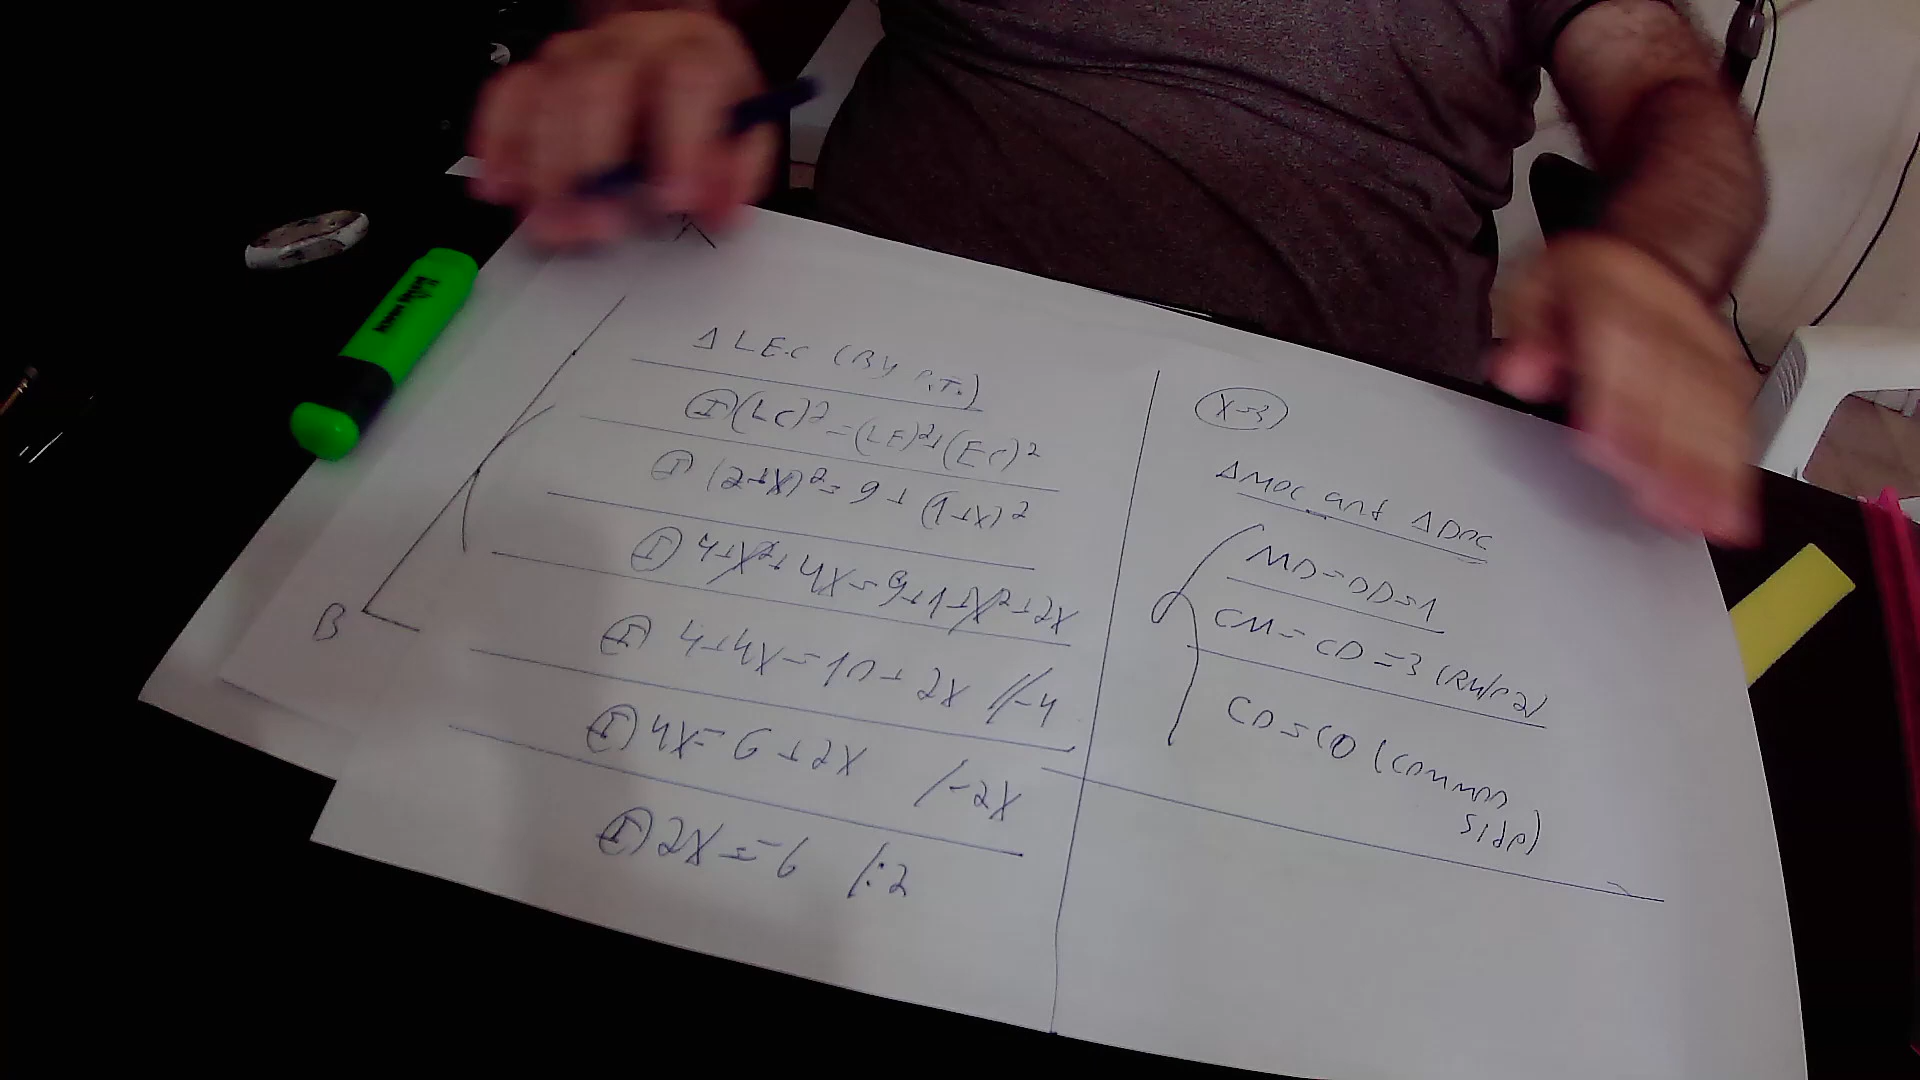 B
Δ LEC (By P.T.)
Ⓘ (LC)² = (LE)² + (EC)²
Ⓘ (2+X)² = 9 + (1+X)²
Ⓘ 4+X²+4X = 9+1+X²+2X
Ⓘ 4+4X = 10+2X //-4
Ⓘ 4X = 6+2X /-2X
Ⓘ 2X = 6 /:2
X=3
ΔMOC and ΔDOC
MO=OD=1
CM=CD=3
CO=CO (common
side)